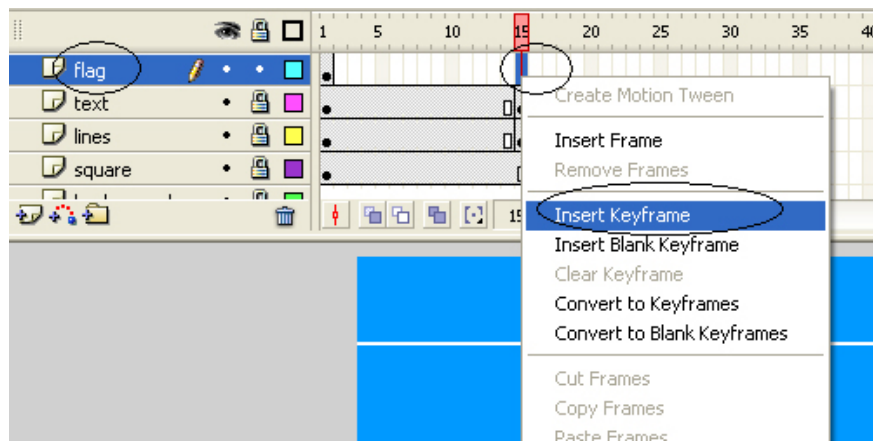 1 5 10 15 20 25 30 35 40
flag
text
lines
square
15
Create Motion Tween
Insert Frame
Remove Frames
Insert Keyframe
Insert Blank Keyframe
Clear Keyframe
Convert to Keyframes
Convert to Blank Keyframes
Cut Frames
Copy Frames
Paste Frames